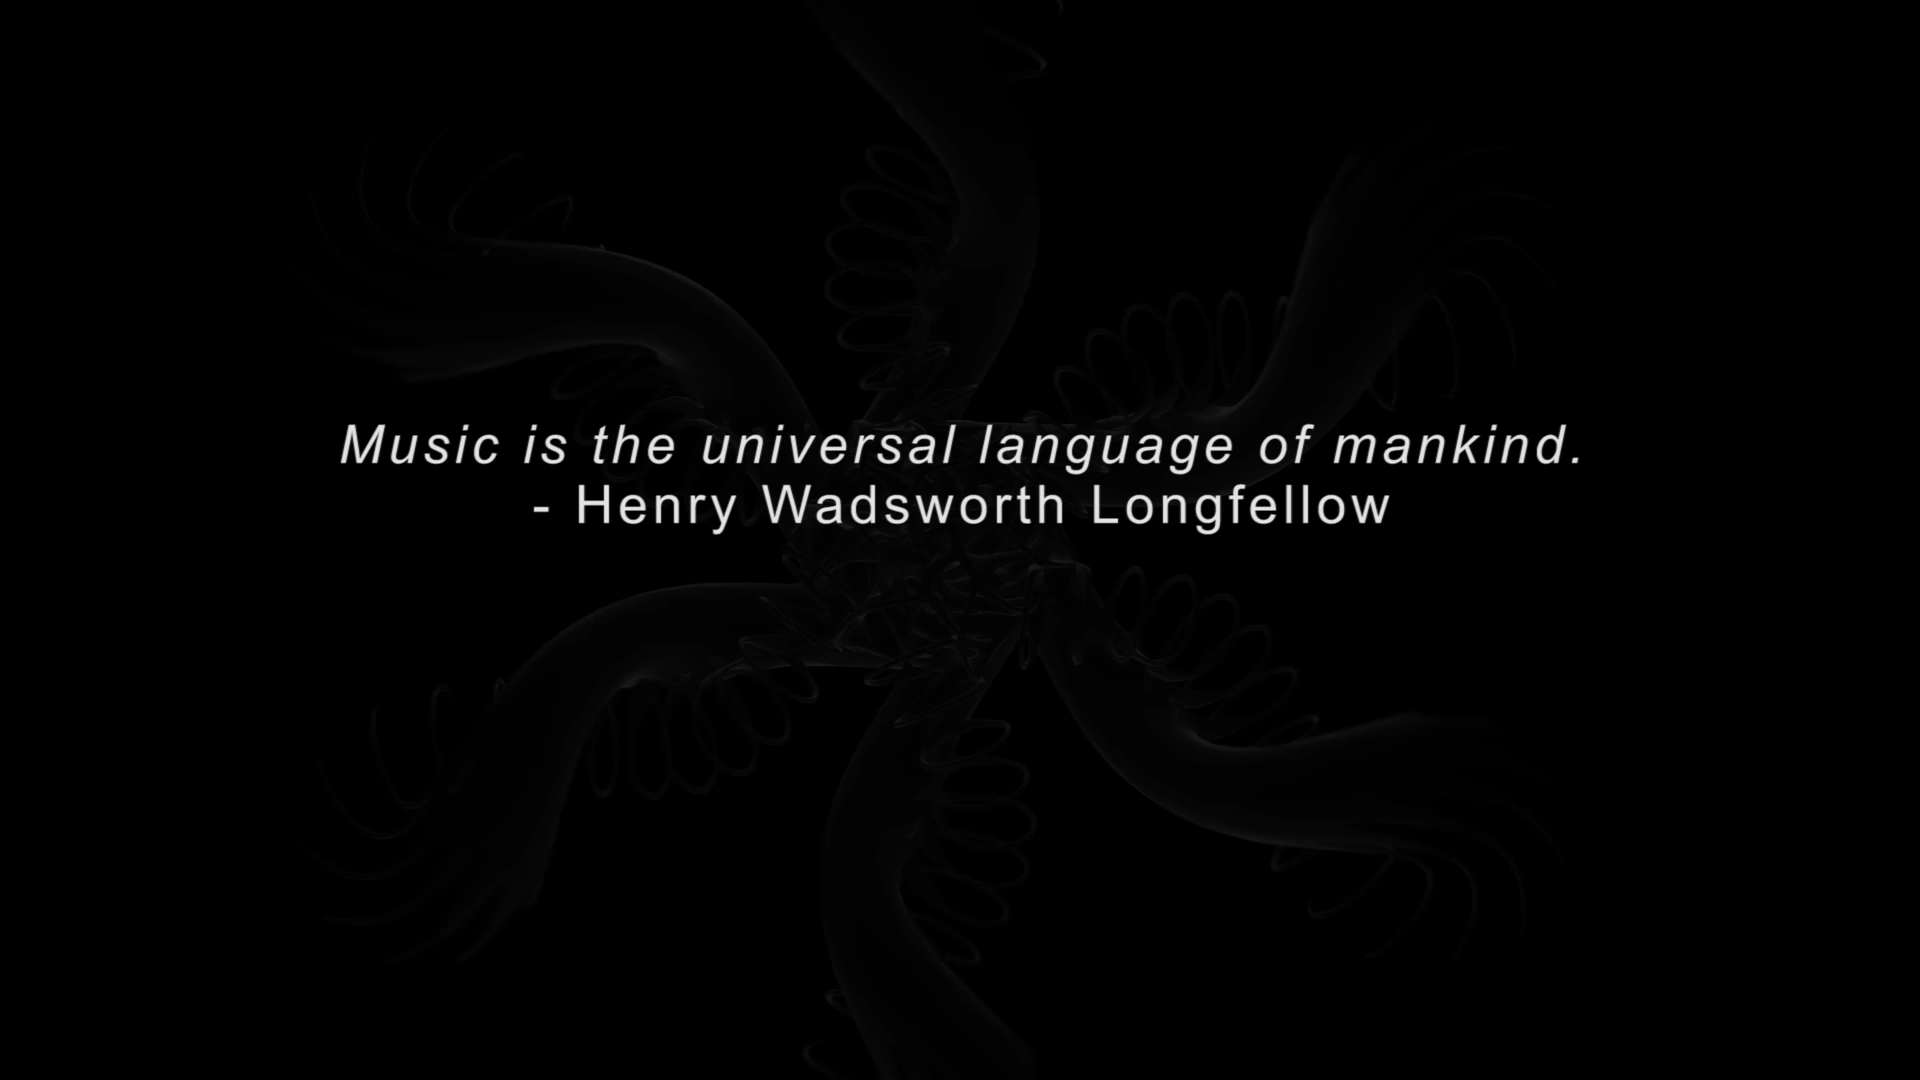 Music is the universal language of mankind.
- Henry Wadsworth Longfellow